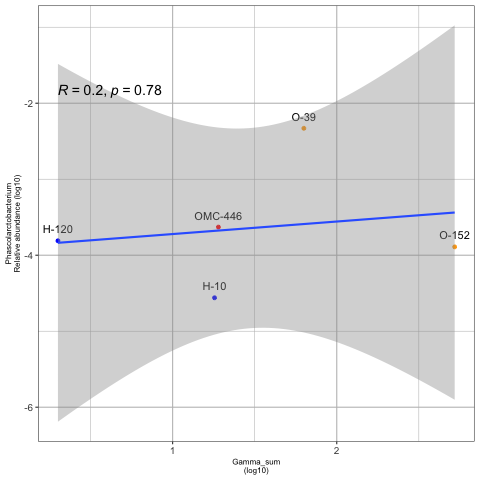 R = 0.2, p = 0.78
O-39
OMC-446
H-120
O-152
H-10
-2
-4
-6
1
2
Phascolarctobacterium
Relative abundance (log10)
Gamma_sum
(log10)